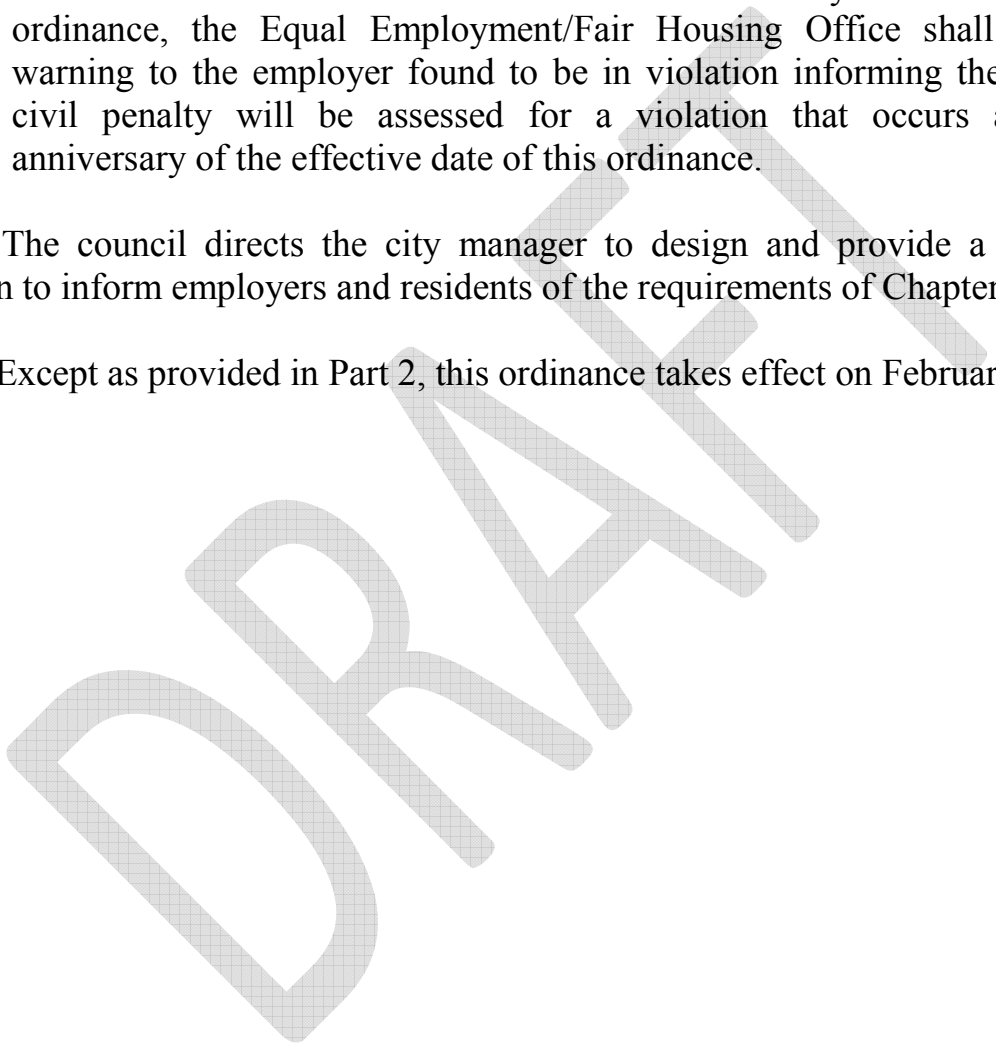 ordinance, the Equal Employment/Fair Housing Office shall
warning to the employer found to be in violation informing the
civil penalty will be assessed for a violation that occurs a
anniversary of the effective date of this ordinance.
The council directs the city manager to design and provide a
n to inform employers and residents of the requirements of Chapter
Except as provided in Part 2, this ordinance takes effect on Februar
DRAFT